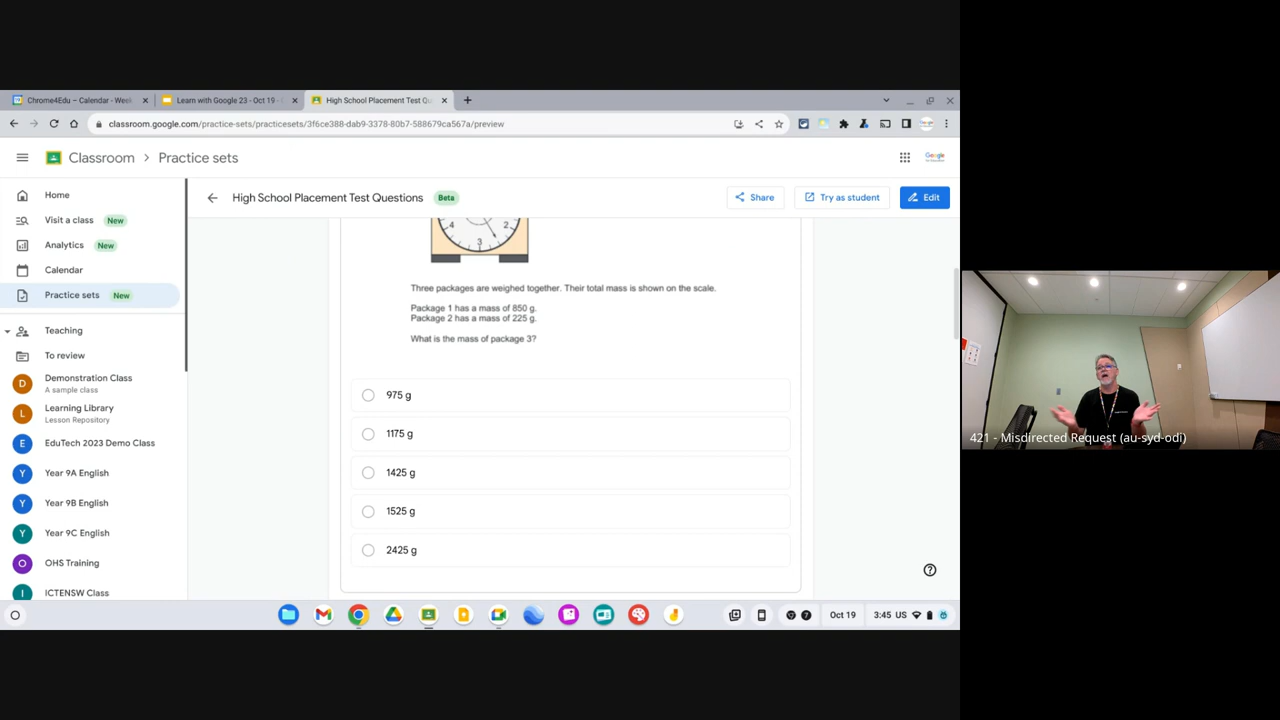 Chrome4Edu – Calendar - Week
Learn with Google 23 - Oct 19 -
High School Placement Test Qu
classroom.google.com/practice-sets/practicesets/3f6ce388-dab9-3378-80b7-588679ca567a/preview
Classroom > Practice sets
Google
Home
Visit a class New
Analytics New
Calendar
Practice sets New
Teaching
To review
D Demonstration Class
A sample class
L Learning Library
Lesson Repository
E EduTech 2023 Demo Class
Y Year 9A English
Y Year 9B English
Y Year 9C English
O OHS Training
I ICTENSW Class
High School Placement Test Questions Beta
Share
Try as student
Edit
4 2
3
Three packages are weighed together. Their total mass is shown on the scale.
Package 1 has a mass of 850 g.
Package 2 has a mass of 225 g.
What is the mass of package 3?
975 g
1175 g
1425 g
1525 g
2425 g
Oct 19
3:45 US
421 - Misdirected Request (au-syd-odi)